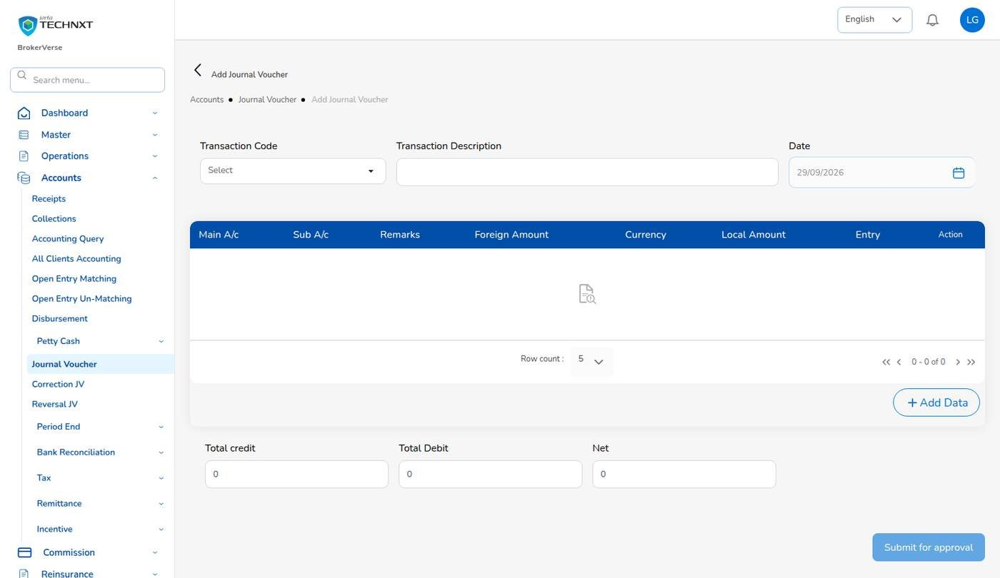 iorta
TECHNXT
BrokerVerse
English
LG
Search menu...
Dashboard
Master
Operations
Accounts
Receipts
Collections
Accounting Query
All Clients Accounting
Open Entry Matching
Open Entry Un-Matching
Disbursement
Petty Cash
Journal Voucher
Correction JV
Reversal JV
Period End
Bank Reconciliation
Tax
Remittance
Incentive
Commission
Reinsurance
Add Journal Voucher
Accounts • Journal Voucher • Add Journal Voucher
Transaction Code Transaction Description Date
Select 29/09/2026
Main A/c Sub A/c Remarks Foreign Amount Currency Local Amount Entry Action
Row count : 5 0 - 0 of 0
+ Add Data
Total credit Total Debit Net
0 0 0
Submit for approval